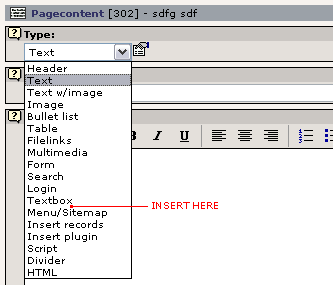 Pagecontent [302] - sdfg sdf
Type:
Text
Header
Text
Text w/image
Image
Bullet list
Table
Filelinks
Multimedia
Form
Search
Login
Textbox
Menu/Sitemap
Insert records
Insert plugin
Script
Divider
HTML
B I U
INSERT HERE